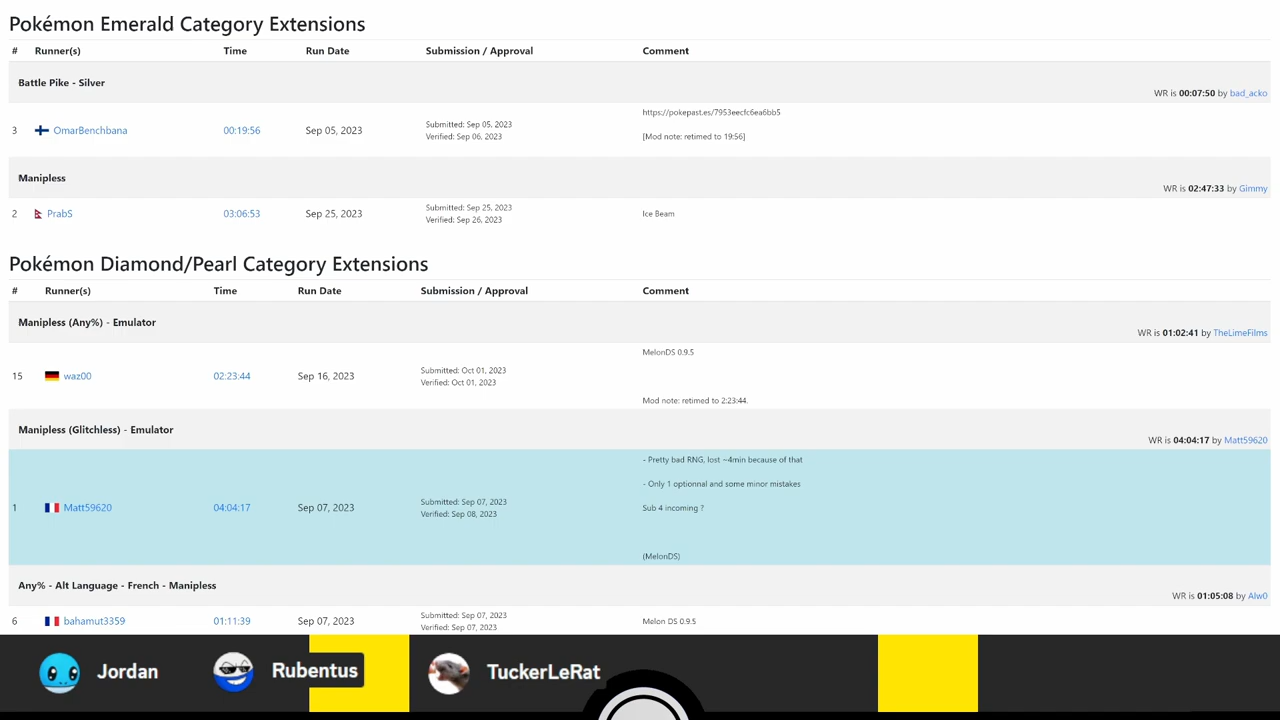 Pokémon Emerald Category Extensions
# Runner(s) Time Run Date Submission / Approval Comment
Battle Pike - Silver
WR is 00:07:50 by bad_acko
3 OmarBenchbana 00:19:56 Sep 05, 2023 Submitted: Sep 05, 2023 Verified: Sep 06, 2023 https://pokepast.es/7953eecfc6ea6bb5
[Mod note: retimed to 19:56]
Manipless
WR is 02:47:33 by Gimmy
2 PrabS 03:06:53 Sep 25, 2023 Submitted: Sep 25, 2023 Verified: Sep 26, 2023 Ice Beam
Pokémon Diamond/Pearl Category Extensions
# Runner(s) Time Run Date Submission / Approval Comment
Manipless (Any%) - Emulator
WR is 01:02:41 by TheLimeFilms
15 waz00 02:23:44 Sep 16, 2023 Submitted: Oct 01, 2023 Verified: Oct 01, 2023 MelonDS 0.9.5
Mod note: retimed to 2:23:44.
Manipless (Glitchless) - Emulator
WR is 04:04:17 by Matt59620
1 Matt59620 04:04:17 Sep 07, 2023 Submitted: Sep 07, 2023 Verified: Sep 08, 2023 - Pretty bad RNG, lost ~4min because of that
- Only 1 optionnal and some minor mistakes
Sub 4 incoming ?
(MelonDS)
Any% - Alt Language - French - Manipless
WR is 01:05:08 by Alw0
6 bahamut3359 01:11:39 Sep 07, 2023 Submitted: Sep 07, 2023 Verified: Sep 07, 2023 Melon DS 0.9.5
Jordan Rubentus TuckerLeRat